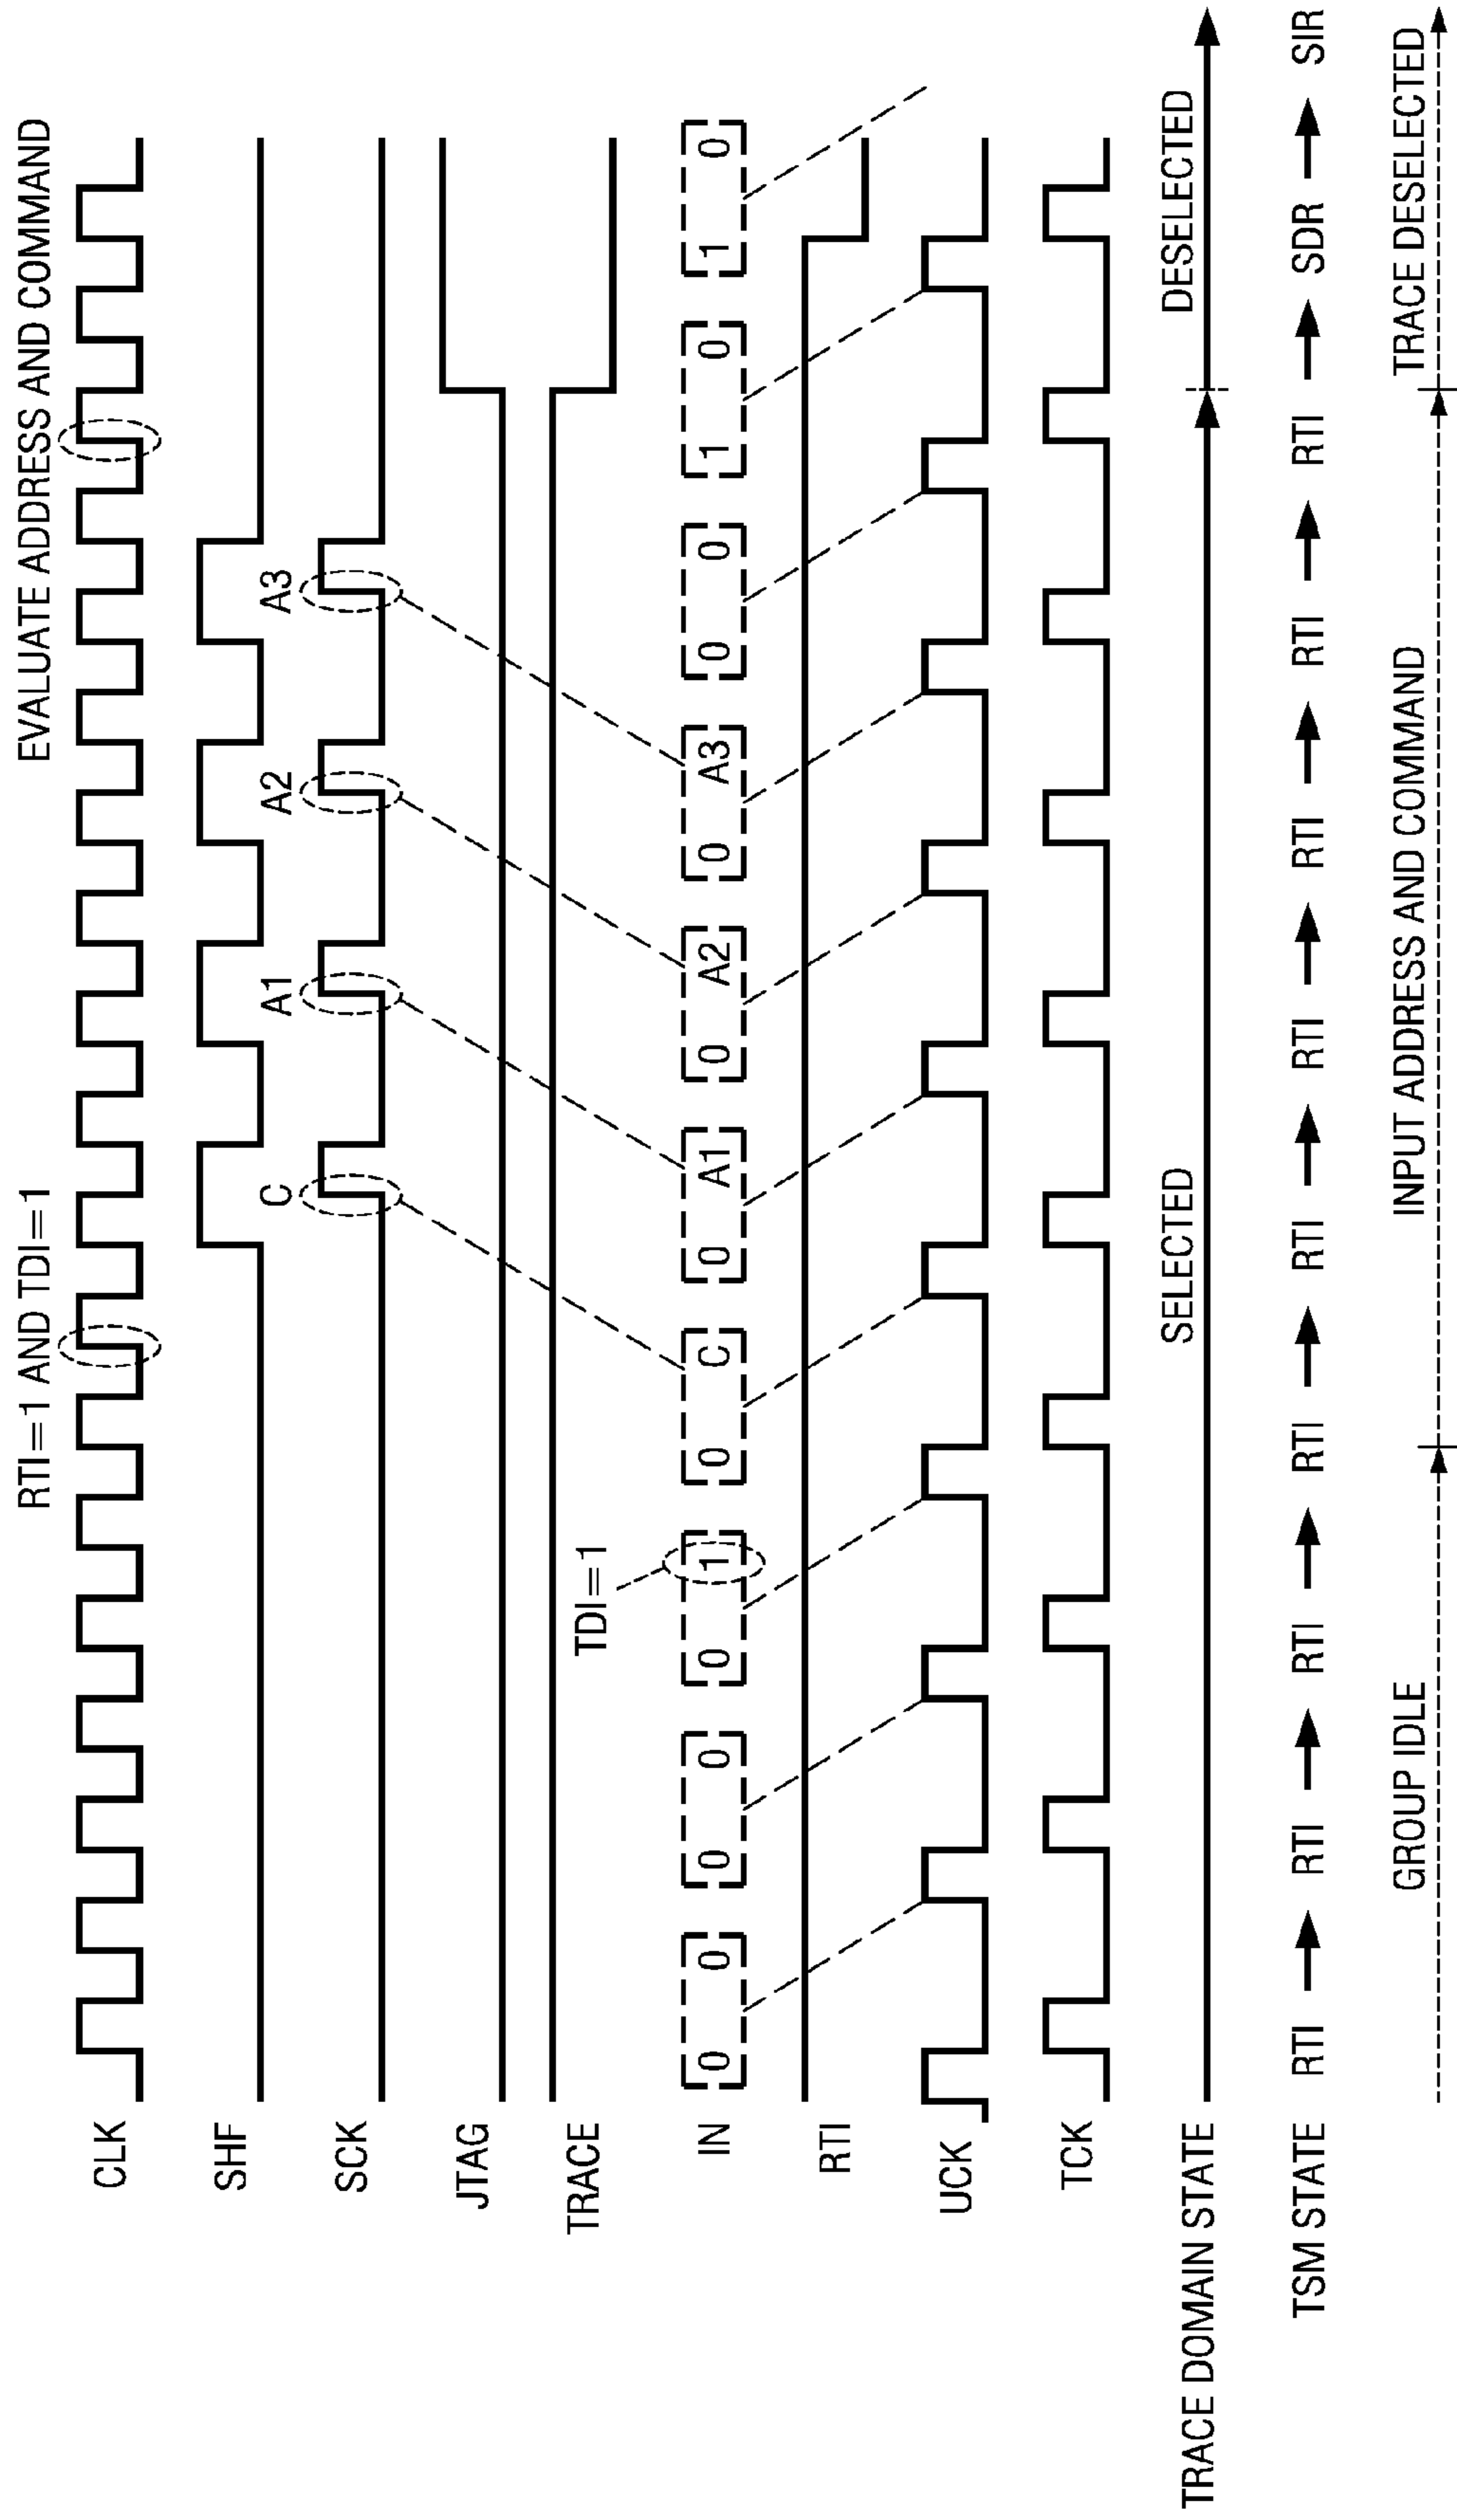 RTI=1 AND TDI=1 EVALUATE ADDRESS AND COMMAND
CLK
SHF
C A1 A2 A3
SCK
JTAG
TRACE
TDI=1
IN 0 0 0 0 0 1 0 C 0 A1 0 A2 0 A3 0 0 1 0 1 0
RTI
UCK
TCK
SELECTED DESELECTED
TRACE DOMAIN STATE
TSM STATE RTI RTI RTI RTI RTI RTI RTI RTI RTI SDR SIR
GROUP IDLE INPUT ADDRESS AND COMMAND TRACE DESELECTED